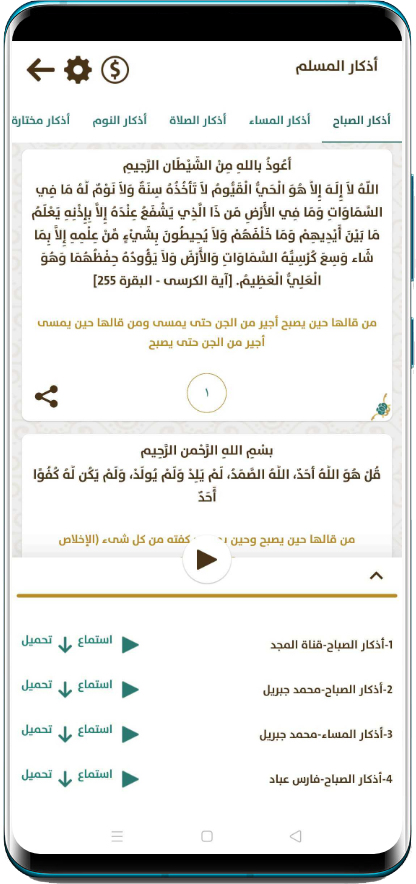 أذكار المسلم
أذكار الصباح أذكار المساء أذكار الصلاة أذكار النوم أذكار مختارة
أَعُوذُ بِاللهِ مِنْ الشَّيْطَانِ الرَّجِيمِ
اللّهُ لاَ إِلَـهَ إِلاَّ هُوَ الْحَيُّ الْقَيُّومُ لاَ تَأْخُذُهُ سِنَةٌ وَلاَ نَوْمٌ لَّهُ مَا فِي
السَّمَاوَاتِ وَمَا فِي الأَرْضِ مَن ذَا الَّذِي يَشْفَعُ عِنْدَهُ إِلاَّ بِإِذْنِهِ يَعْلَمُ
مَا بَيْنَ أَيْدِيهِمْ وَمَا خَلْفَهُمْ وَلاَ يُحِيطُونَ بِشَيْءٍ مِّنْ عِلْمِهِ إِلاَّ بِمَا
شَاء وَسِعَ كُرْسِيُّهُ السَّمَاوَاتِ وَالأَرْضَ وَلاَ يَؤُودُهُ حِفْظُهُمَا وَهُوَ
الْعَلِيُّ الْعَظِيمُ. [آية الكرسى - البقرة 255]
من قالها حين يصبح أجير من الجن حتى يمسى ومن قالها حين يمسى
أجير من الجن حتى يصبح
١
بِسْمِ اللهِ الرَّحْمنِ الرَّحِيمِ
قُلْ هُوَ اللَّهُ أَحَدٌ، اللَّهُ الصَّمَدُ، لَمْ يَلِدْ وَلَمْ يُولَدْ، وَلَمْ يَكُن لَّهُ كُفُوًا
أَحَدٌ
من قالها حين يصبح وحين كفته من كل شىء (الإخلاص
1-أذكار الصباح-قناة المجد استماع تحميل
2-أذكار الصباح-محمد جبريل استماع تحميل
3-أذكار المساء-محمد جبريل استماع تحميل
4-أذكار الصباح-فارس عباد استماع تحميل